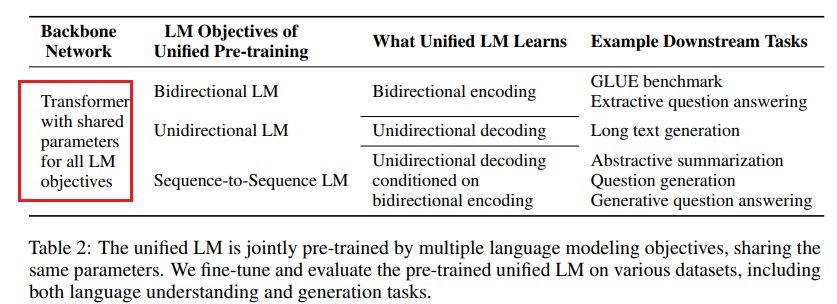 Backbone Network
LM Objectives of Unified Pre-training
What Unified LM Learns
Example Downstream Tasks
Transformer
with shared
parameters
for all LM
objectives
Bidirectional LM
Bidirectional encoding
GLUE benchmark
Extractive question answering
Unidirectional LM
Unidirectional decoding
Long text generation
Sequence-to-Sequence LM
Unidirectional decoding
conditioned on
bidirectional encoding
Abstractive summarization
Question generation
Generative question answering
Table 2: The unified LM is jointly pre-trained by multiple language modeling objectives, sharing the
same parameters. We fine-tune and evaluate the pre-trained unified LM on various datasets, including
both language understanding and generation tasks.